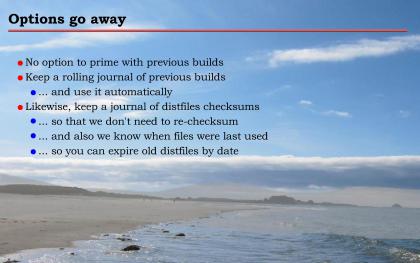 Options go away
No option to prime with previous builds
Keep a rolling journal of previous builds
... and use it automatically
Likewise, keep a journal of distfiles checksums
... so that we don't need to re-checksum
... and also we know when files were last used
... so you can expire old distfiles by date